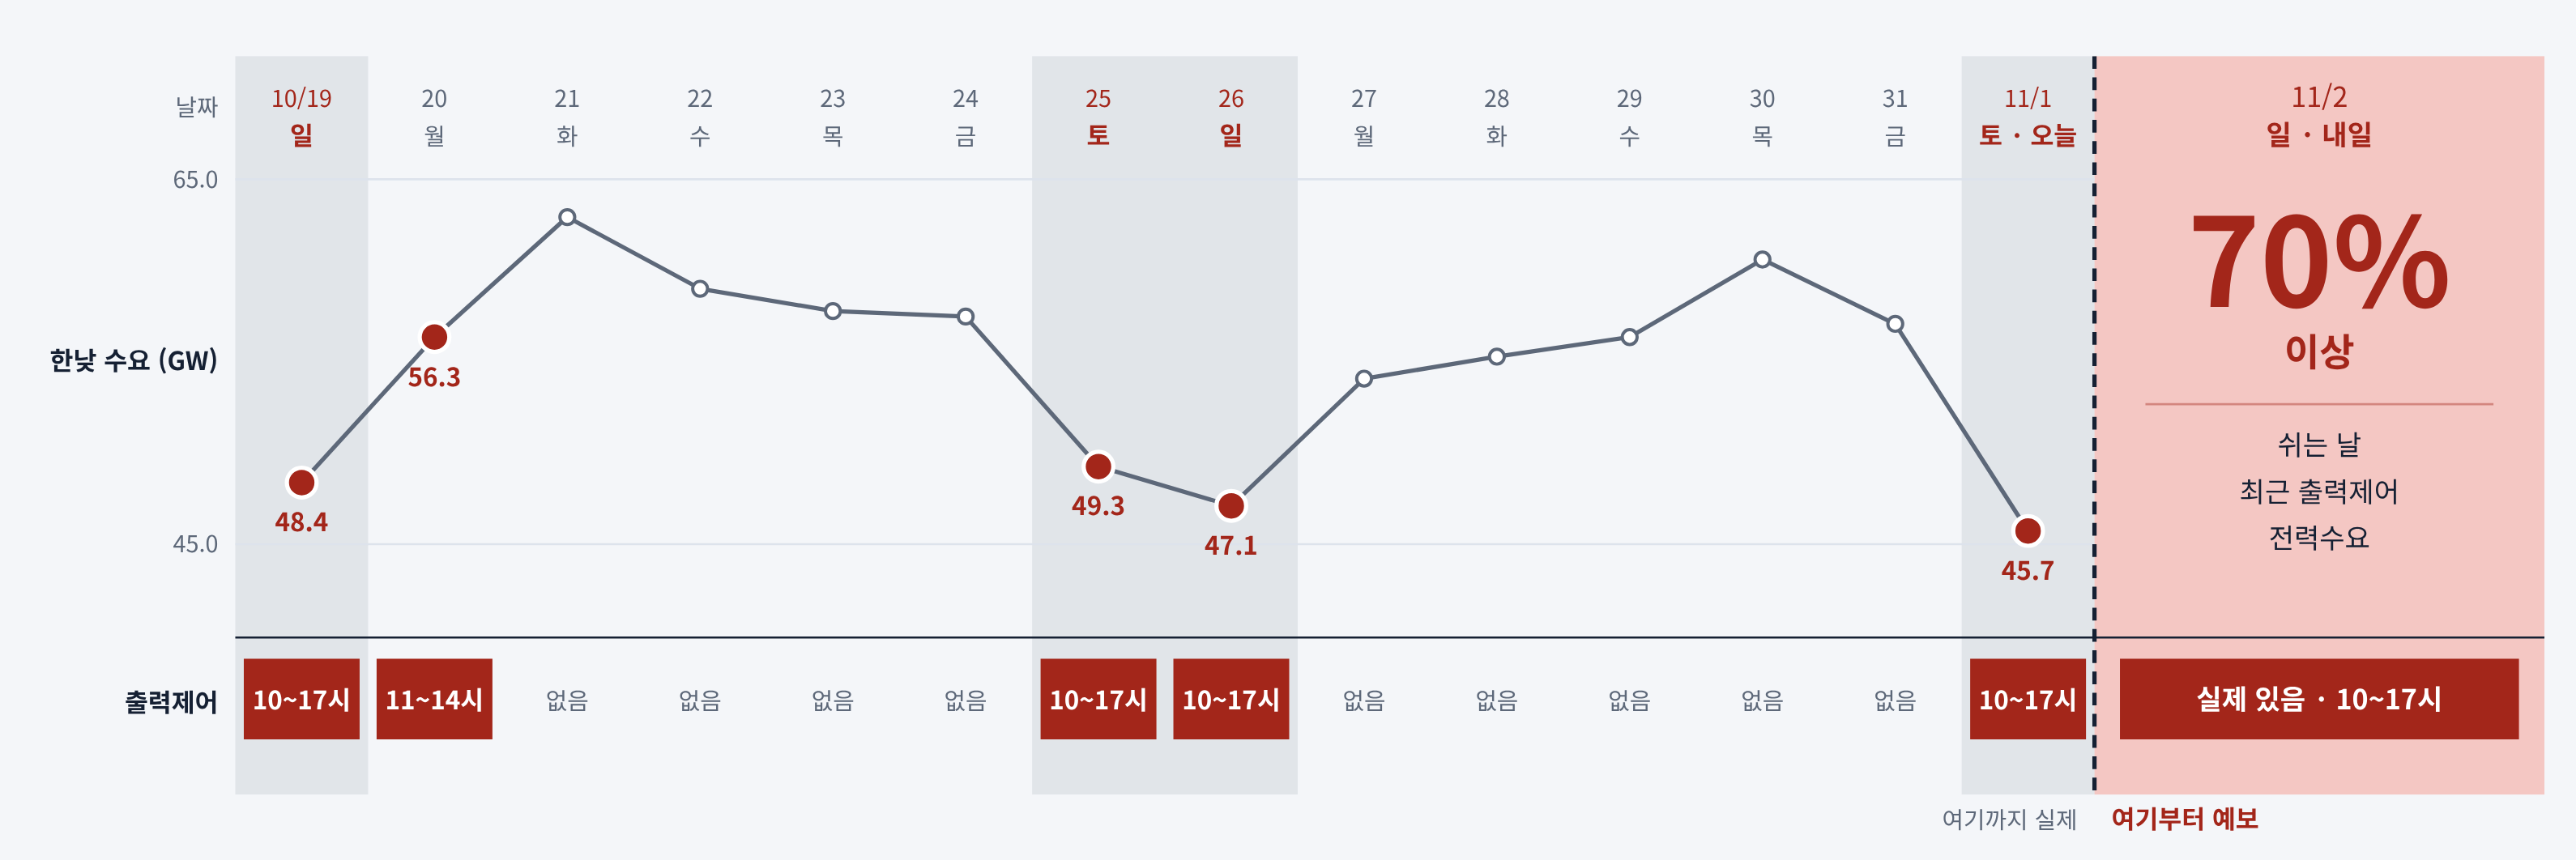 날짜
10/19 20 21 22 23 24 25 26 27 28 29 30 31 11/1 11/2
일 월 화 수 목 금 토 일 월 화 수 목 금 토 · 오늘 일 · 내일
65.0
70%
이상
한낮 수요 (GW)
56.3
쉬는 날
최근 출력제어
전력수요
48.4
49.3
45.0
47.1
45.7
출력제어
10~17시 11~14시 없음 없음 없음 없음 10~17시 10~17시 없음 없음 없음 없음 없음 10~17시 실제 있음 · 10~17시
여기까지 실제 여기부터 예보